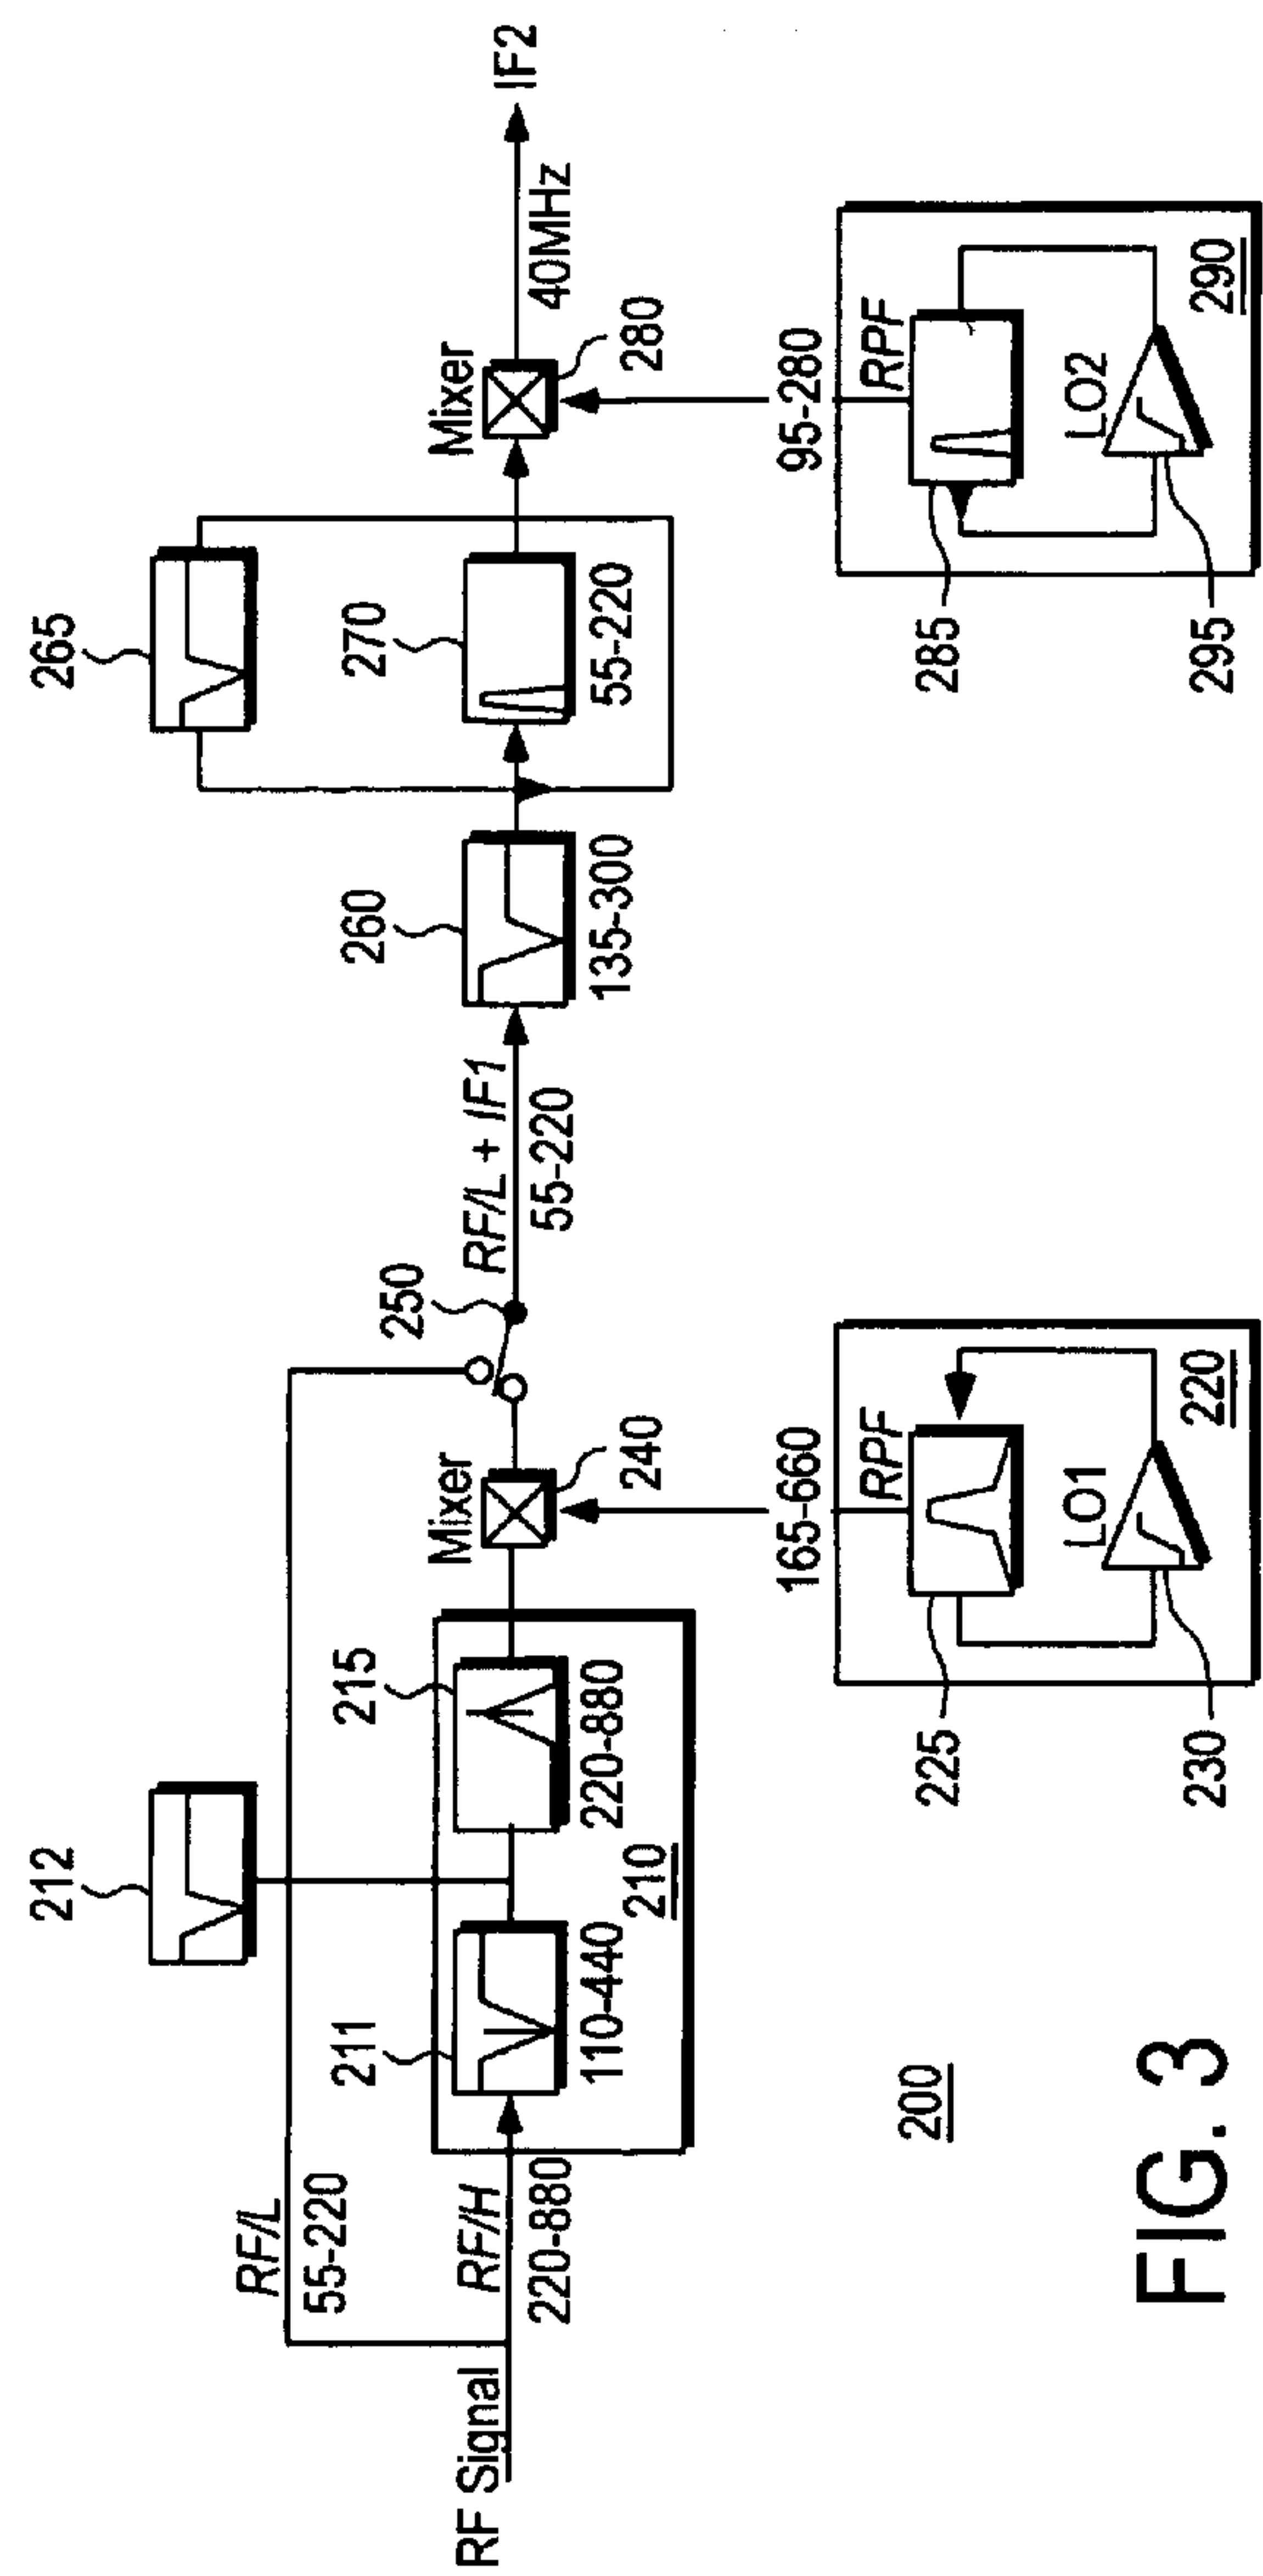 RF Signal
RF/L
55-220
RF/H
220-880
212
211
110-440
215
220-880
210
Mixer
240
250
165-660
RPF
LO1
220
225
230
RF/L + IF1
55-220
260
135-300
265
270
55-220
Mixer
280
40MHz
IF2
95-280
RPF
LO2
290
285
295
200
FIG. 3